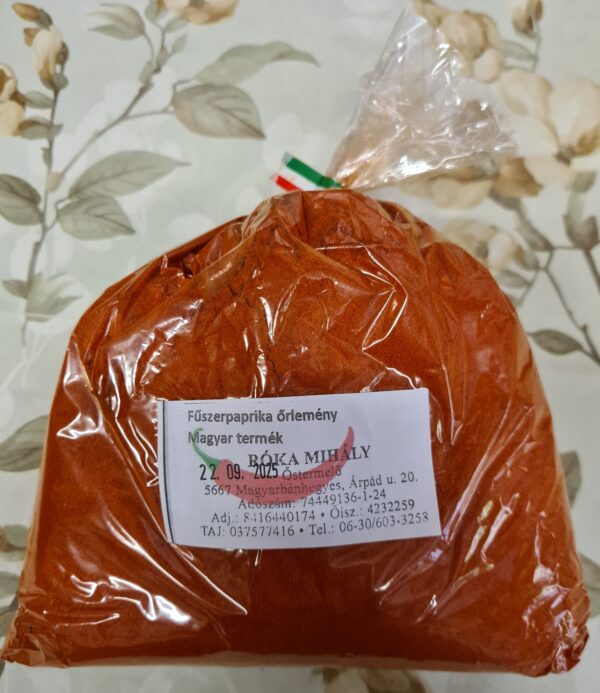 Fűszerpaprika őrlemény
Magyar termék
RÓKA MIHÁLY
22. 09. 2025 Őstermelő
5667 Magyarbánhegyes, Árpád u. 20.
Adószám: 74449136-1-24
Adj.: 8416440174 • Őisz.: 4232259
TAJ: 037577416 • Tel.: 06-30/603-3258